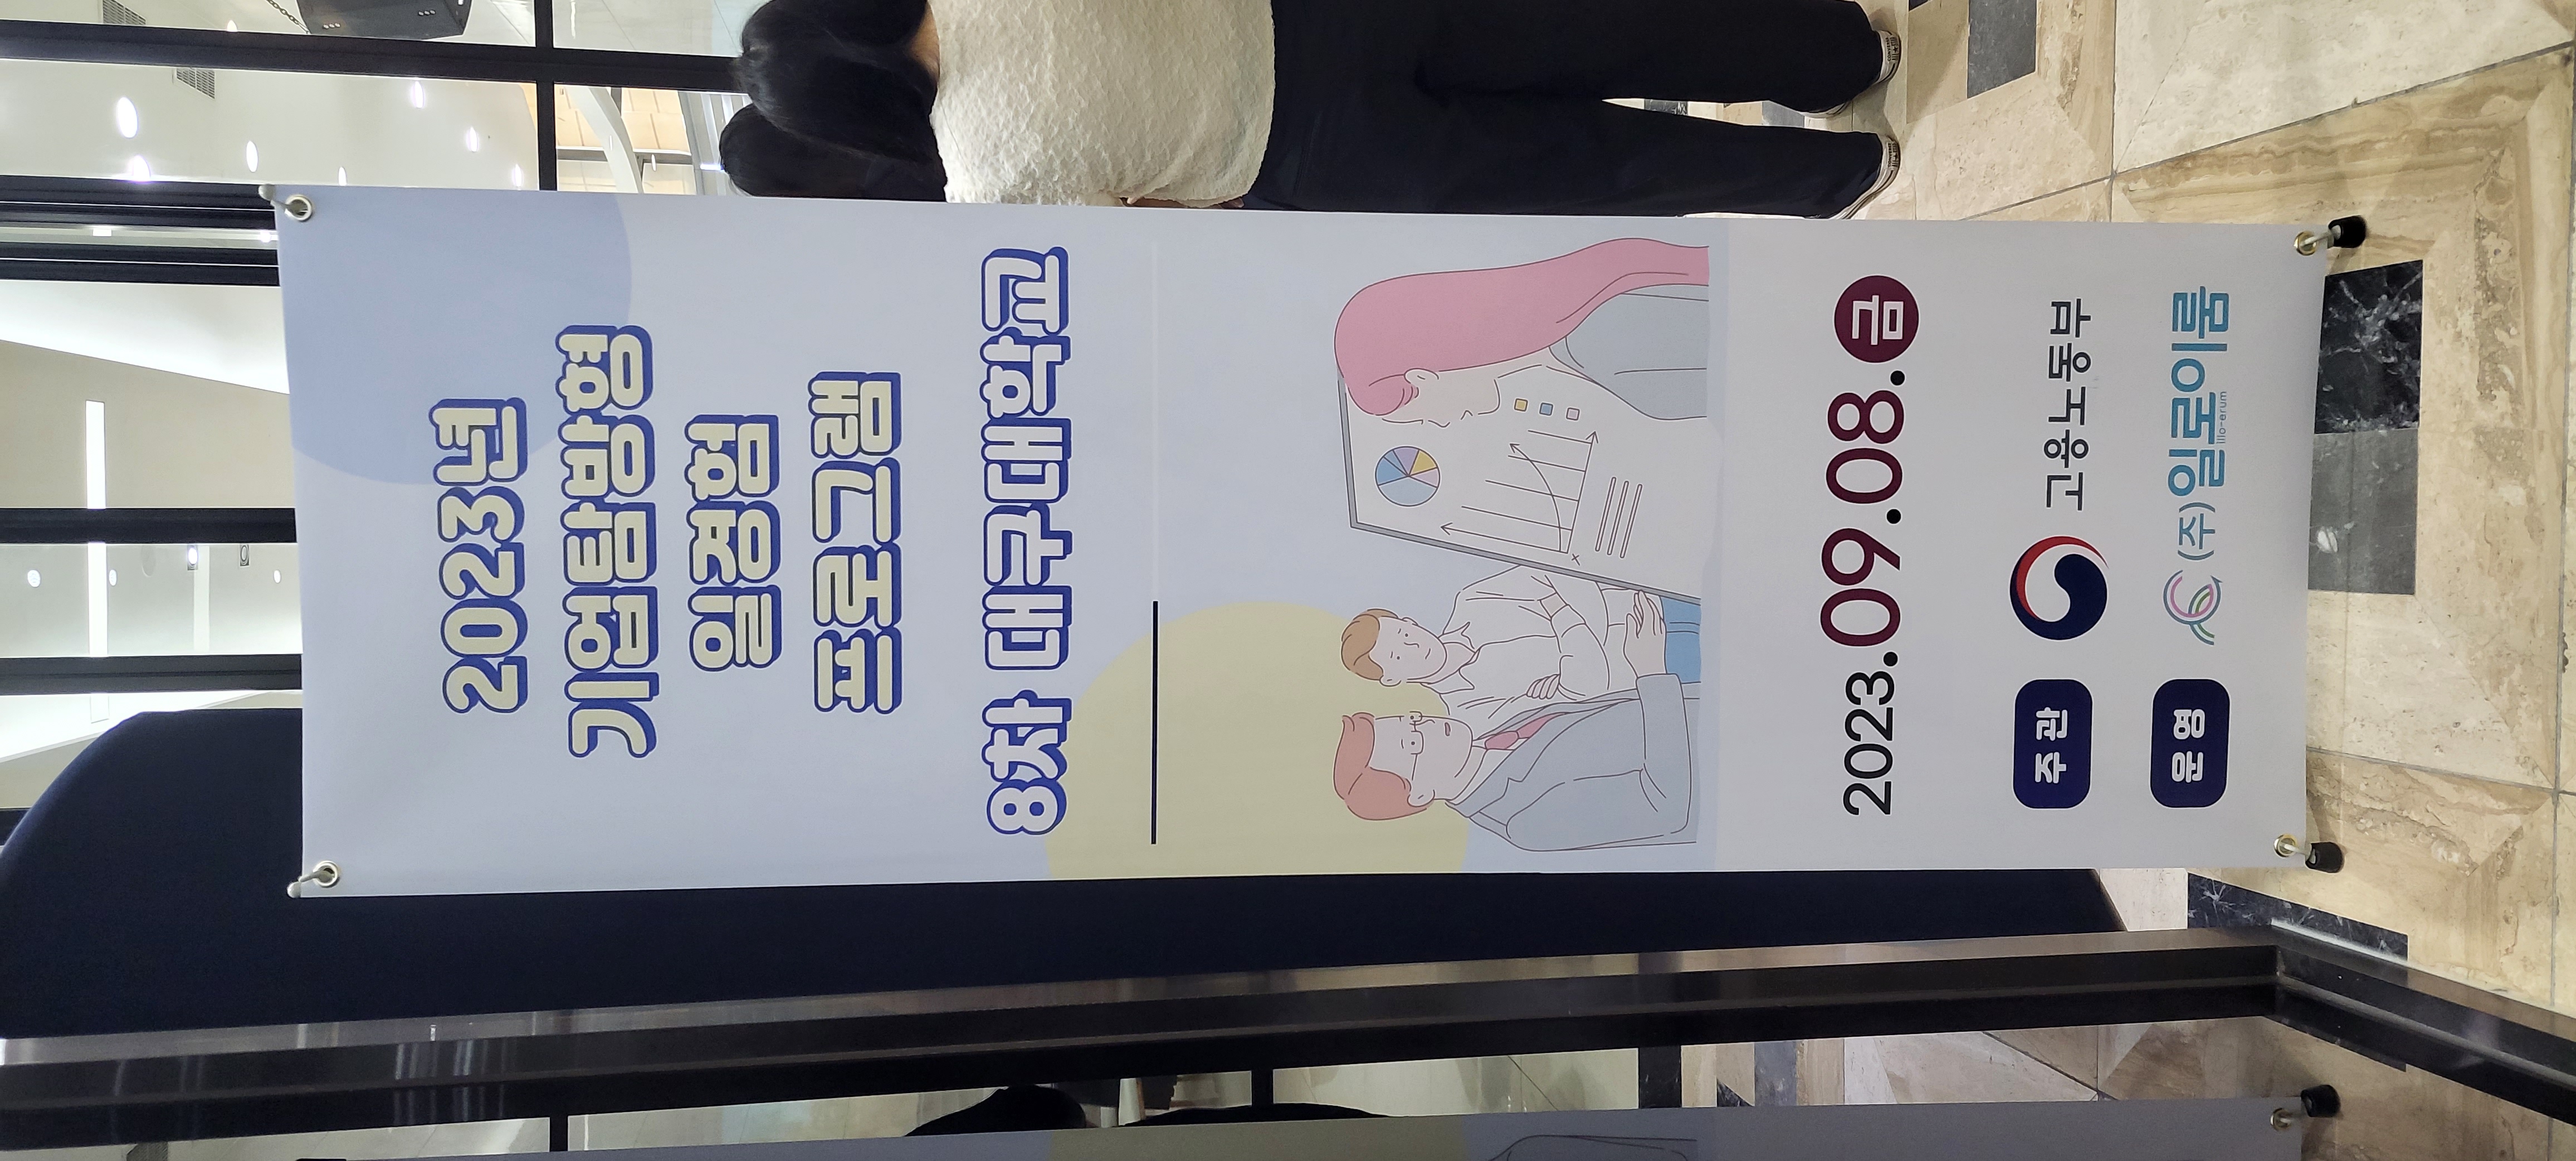 2023년
기업탐방형
일경험
프로그램
8차 대구대학교
2023.09.08.금
주관 고용노동부
운영 (주)일로이룸
illo-erum